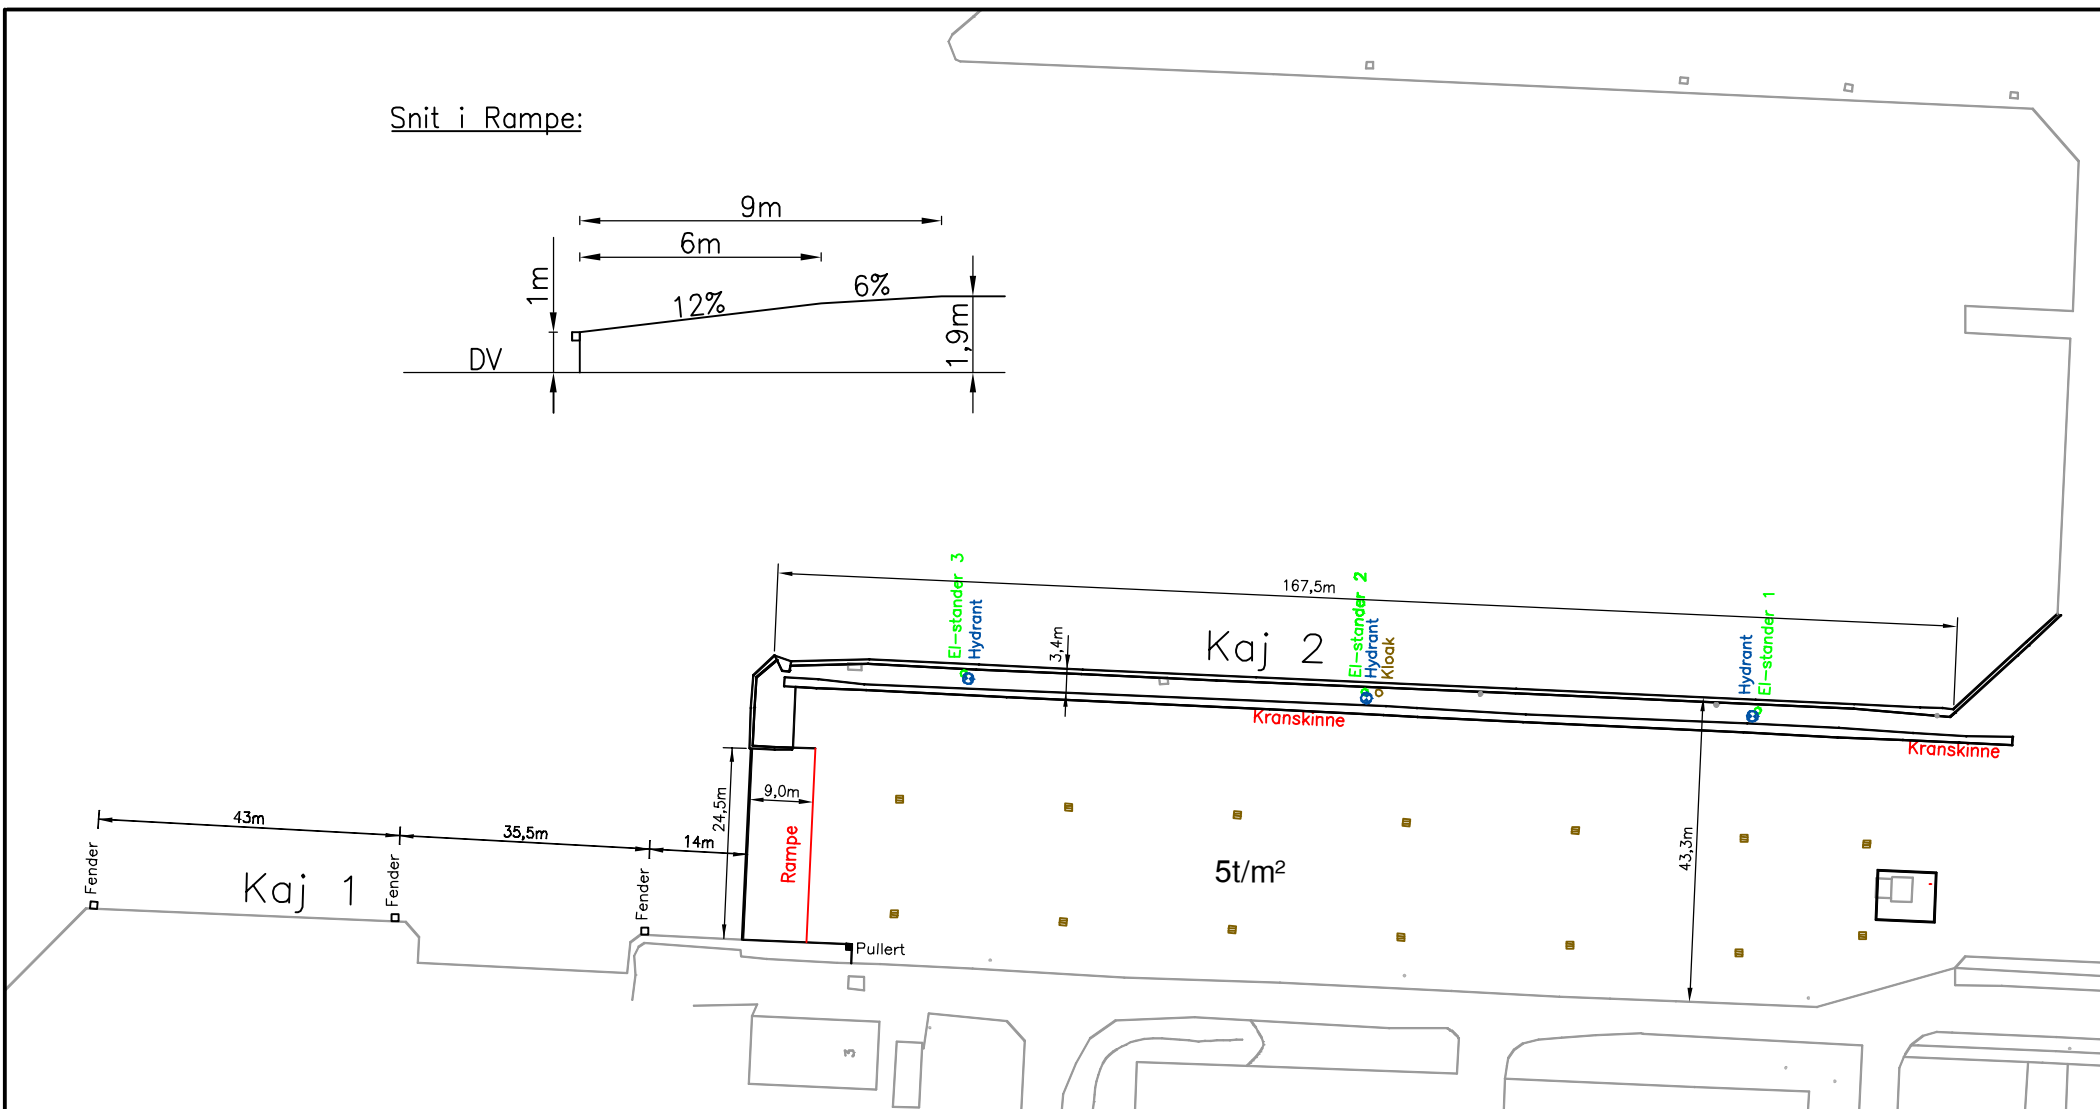 Snit i Rampe:
9m
6m
1m
12%
6%
1,9m
DV
167,5m
El-stander 3
Hydrant
3,4m
Kaj 2
El-stander 2
Hydrant
Kloak
Hydrant
El-stander 1
Kranskinne
Kranskinne
43m
35,5m
14m
24,5m
9,0m
Rampe
Fender
Kaj 1
Fender
Fender
Pullert
5t/m²
43,3m
3